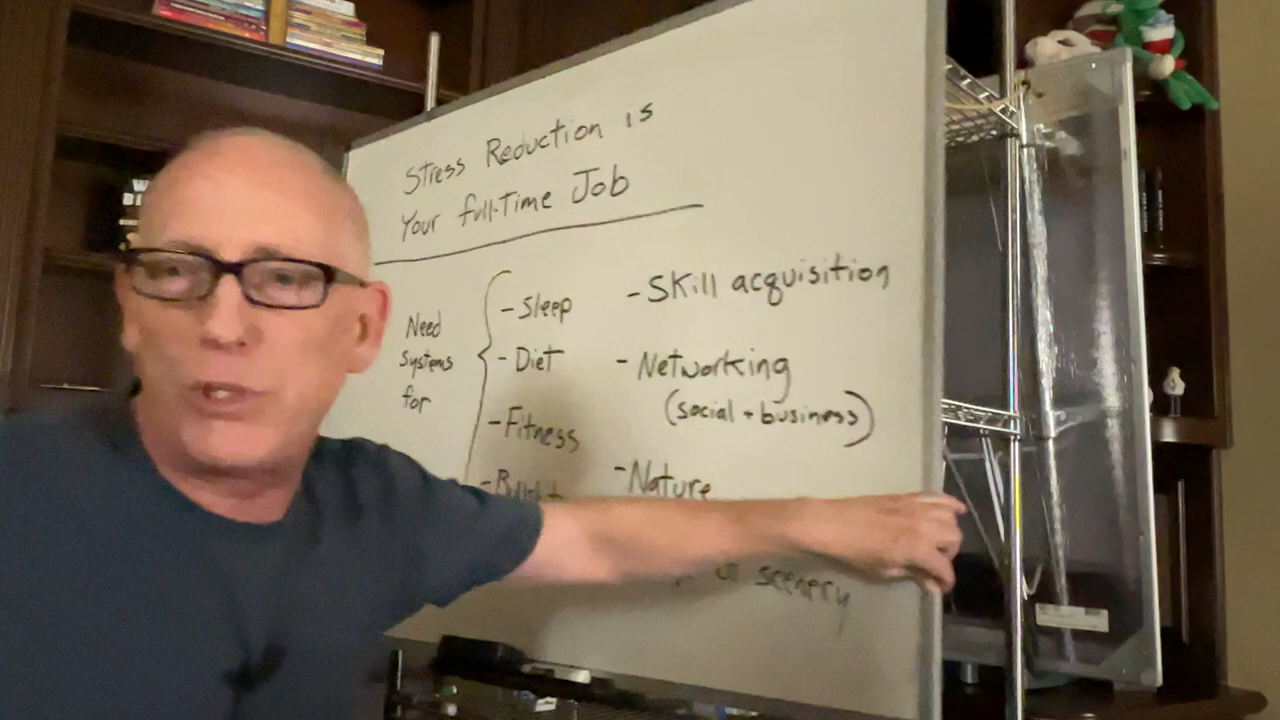 Stress Reduction is
Your full-Time Job
Need
Systems
for
- Sleep
- Diet
- Fitness
- Skill acquisition
- Networking
(social + business)
- Nature
scenery